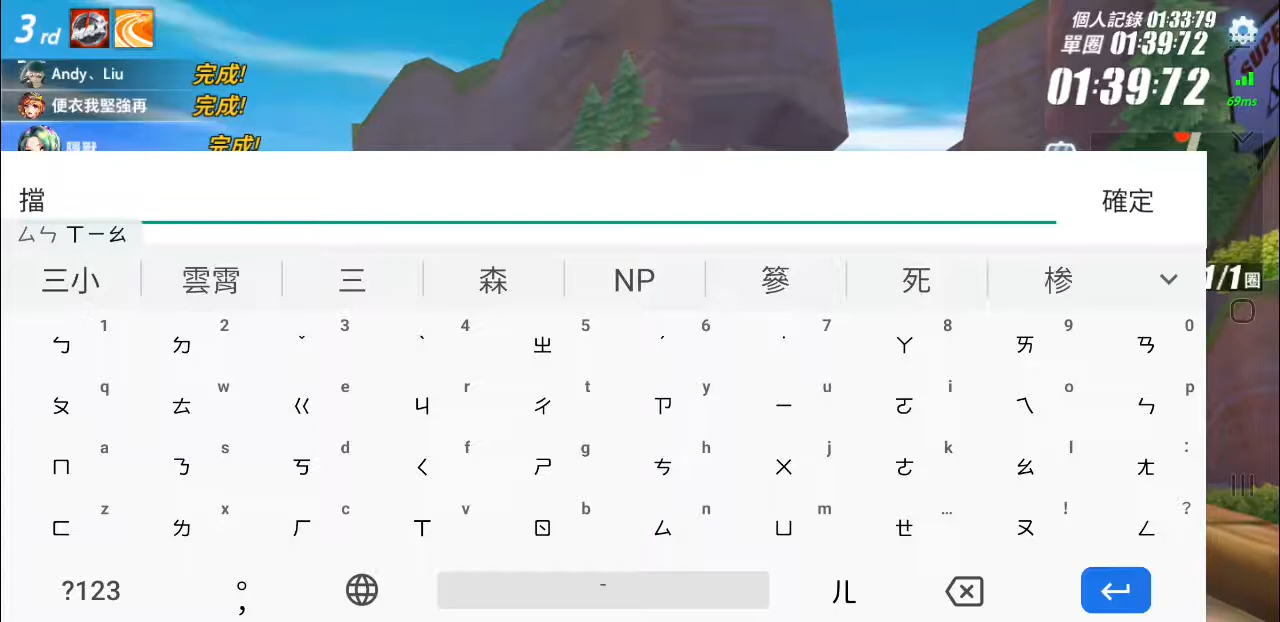 3rd MAX
個人記錄 01:33:79
單圈 01:39:72
01:39:72
69ms
SUPER
Andy、Liu 完成!
便衣我堅強再 完成!
完成!
擋 確定
ㄙㄣ ㄒㄧㄠ
三小 雲霄 三 森 NP 篸 死 槮
1/1圈
1 2 3 4 5 6 7 8 9 0
ㄅ ㄉ ˇ ˋ ㄓ ˊ ˙ ㄚ ㄞ ㄢ
q w e r t y u i o p
ㄆ ㄊ ㄍ ㄐ ㄔ ㄗ ㄧ ㄛ ㄟ ㄣ
a s d f g h j k l :
ㄇ ㄋ ㄎ ㄑ ㄕ ㄘ ㄨ ㄜ ㄠ ㄤ
z x c v b n m … ! ?
ㄈ ㄌ ㄏ ㄒ ㄖ ㄙ ㄩ ㄝ ㄡ ㄥ
?123 °, - ㄦ